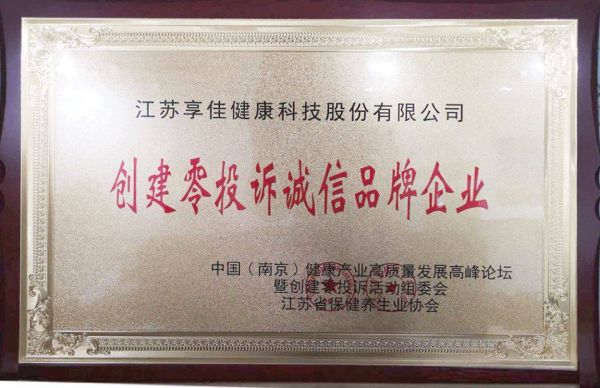 江苏享佳健康科技股份有限公司
创建零投诉诚信品牌企业
中国（南京）健康产业高质量发展高峰论坛
暨创建零投诉活动组委会
江苏省保健养生业协会